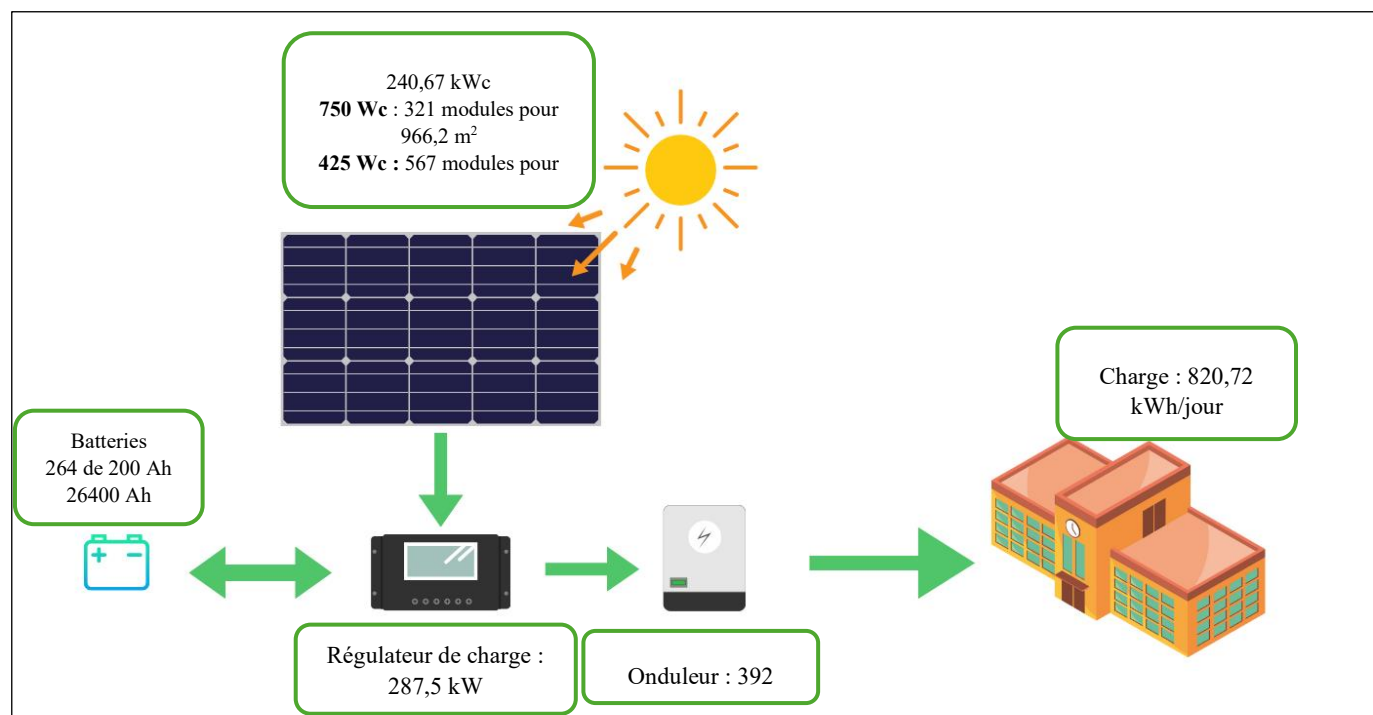 240,67 kWc
750 Wc : 321 modules pour
966,2 m²
425 Wc : 567 modules pour
Charge : 820,72
kWh/jour
Batteries
264 de 200 Ah
26400 Ah
Régulateur de charge :
287,5 kW
Onduleur : 392